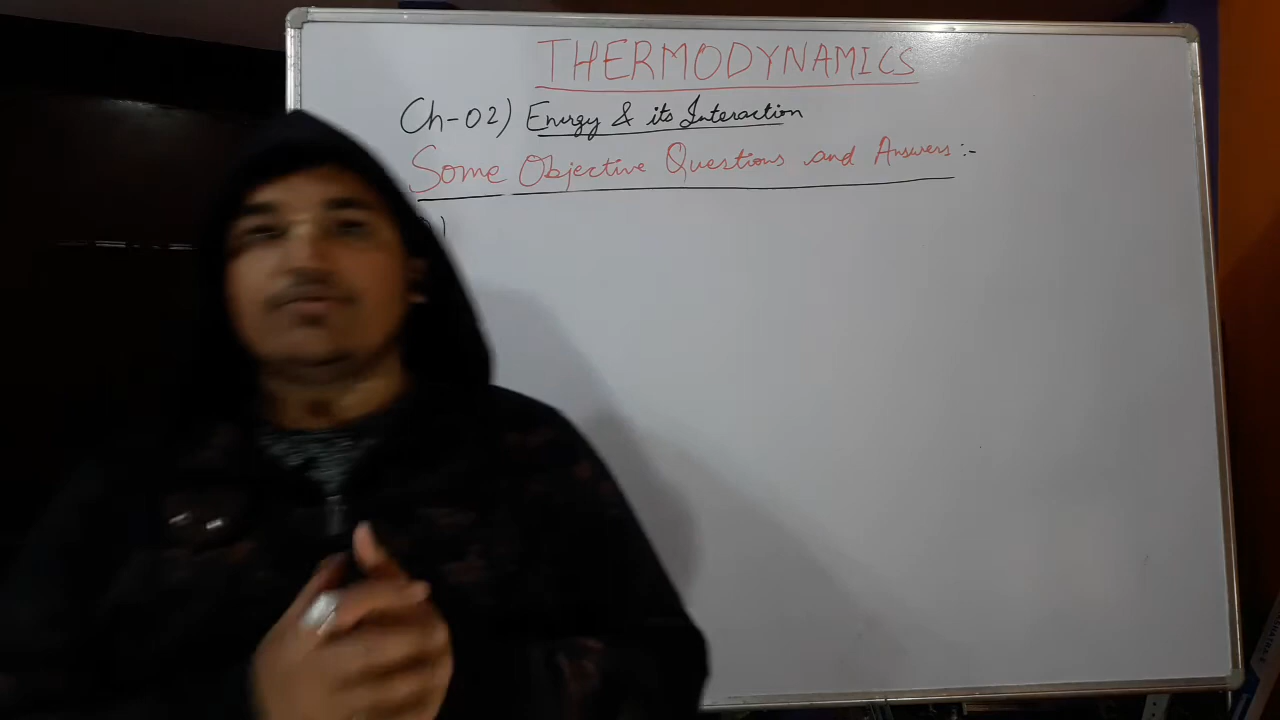 THERMODYNAMICS
Ch-02) Energy & its Interaction
Some Objective Questions and Answers :-